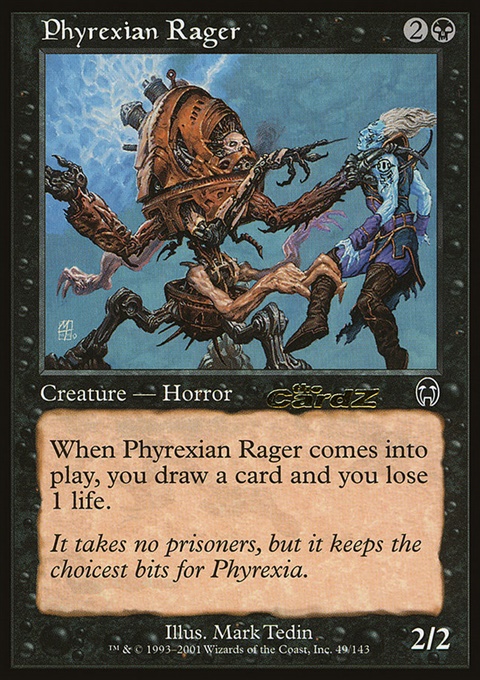 Phyrexian Rager 2
Creature — Horror
the CardZ
When Phyrexian Rager comes into
play, you draw a card and you lose
1 life.
It takes no prisoners, but it keeps the
choicest bits for Phyrexia.
Illus. Mark Tedin
2/2
™ & © 1993–2001 Wizards of the Coast, Inc. 49/143